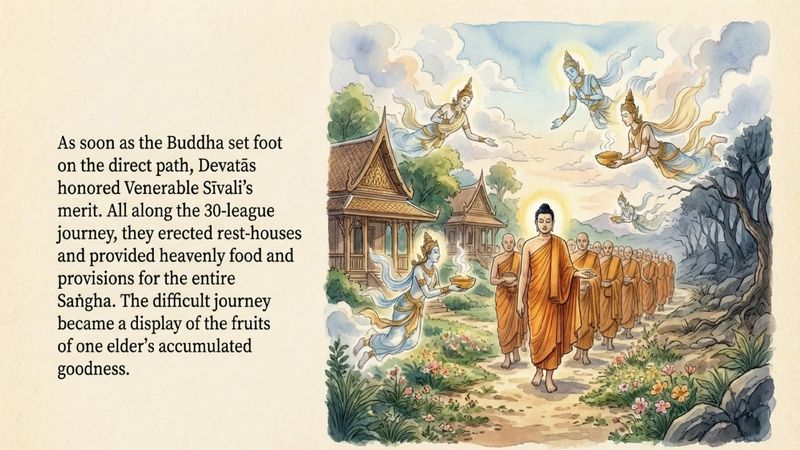 As soon as the Buddha set foot
on the direct path, Devatās
honored Venerable Sīvali’s
merit. All along the 30-league
journey, they erected rest-houses
and provided heavenly food and
provisions for the entire
Saṅgha. The difficult journey
became a display of the fruits
of one elder’s accumulated
goodness.